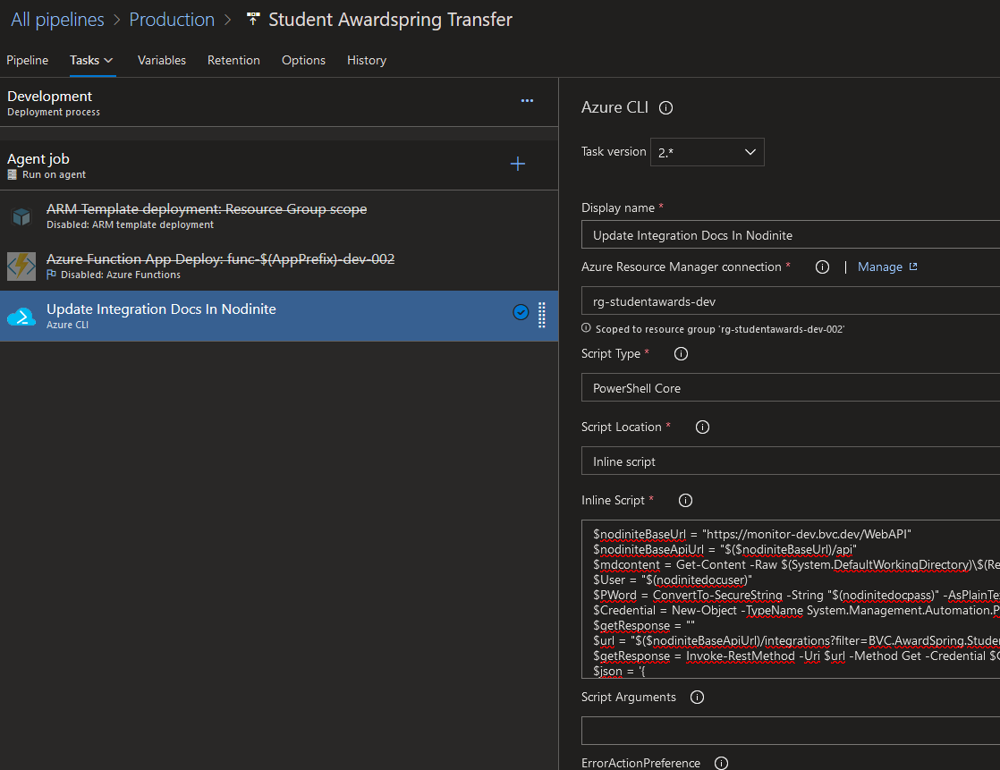 All pipelines > Production > Student Awardspring Transfer
Pipeline Tasks Variables Retention Options History
Development
Deployment process
...
Agent job
Run on agent
ARM Template deployment: Resource Group scope
Disabled: ARM template deployment
Azure Function App Deploy: func-$(AppPrefix)-dev-002
Disabled: Azure Functions
Update Integration Docs In Nodinite
Azure CLI
Azure CLI
Task version 2.*
Display name *
Update Integration Docs In Nodinite
Azure Resource Manager connection * | Manage
rg-studentawards-dev
Scoped to resource group 'rg-studentawards-dev-002'
Script Type *
PowerShell Core
Script Location *
Inline script
Inline Script *
$nodiniteBaseUrl = "https://monitor-dev.bvc.dev/WebAPI"
$nodiniteBaseApiUrl = "$($nodiniteBaseUrl)/api"
$mdcontent = Get-Content -Raw $(System.DefaultWorkingDirectory)\$(Re
$User = "$(nodinitedocuser)"
$PWord = ConvertTo-SecureString -String "$(nodinitedocpass)" -AsPlainTe
$Credential = New-Object -TypeName System.Management.Automation.P
$getResponse = ""
$url = "$($nodiniteBaseApiUrl)/integrations?filter=BVC.AwardSpring.Stude
$getResponse = Invoke-RestMethod -Uri $url -Method Get -Credential $C
$json = '{
Script Arguments
ErrorActionPreference